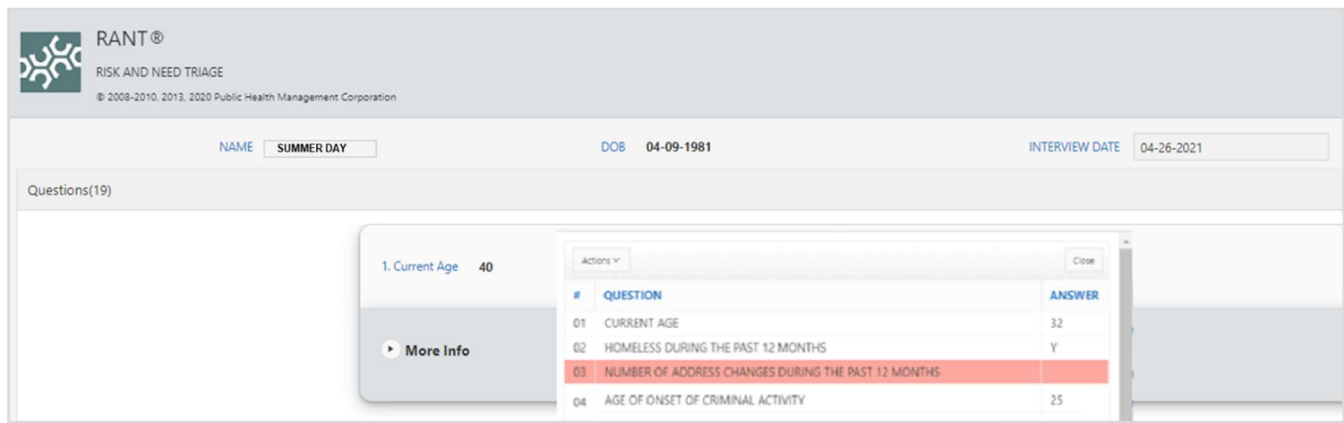 RANT®
RISK AND NEED TRIAGE
© 2008-2010, 2013, 2020 Public Health Management Corporation
NAME SUMMER DAY DOB 04-09-1981 INTERVIEW DATE 04-26-2021
Questions(19)
1. Current Age 40
More Info
Actions Close
# QUESTION ANSWER
01 CURRENT AGE 32
02 HOMELESS DURING THE PAST 12 MONTHS Y
03 NUMBER OF ADDRESS CHANGES DURING THE PAST 12 MONTHS
04 AGE OF ONSET OF CRIMINAL ACTIVITY 25